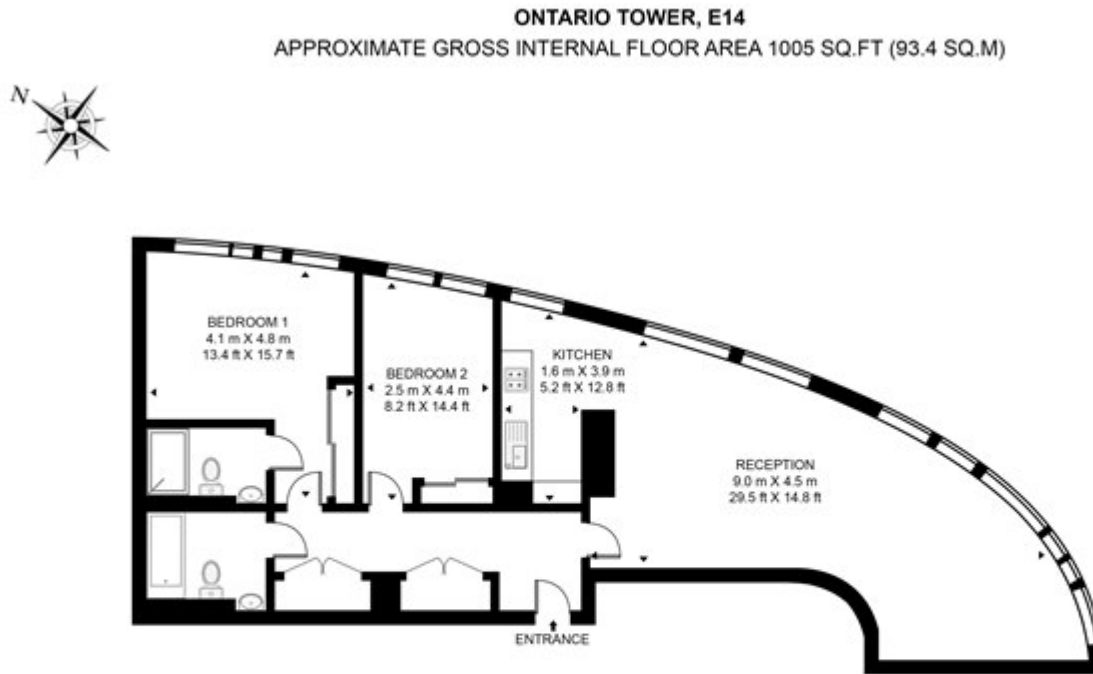 ONTARIO TOWER, E14
APPROXIMATE GROSS INTERNAL FLOOR AREA 1005 SQ.FT (93.4 SQ.M)
N
BEDROOM 1
4.1 m X 4.8 m
13.4 ft X 15.7 ft
BEDROOM 2
2.5 m X 4.4 m
8.2 ft X 14.4 ft
KITCHEN
1.6 m X 3.9 m
5.2 ft X 12.8 ft
RECEPTION
9.0 m X 4.5 m
29.5 ft X 14.8 ft
ENTRANCE